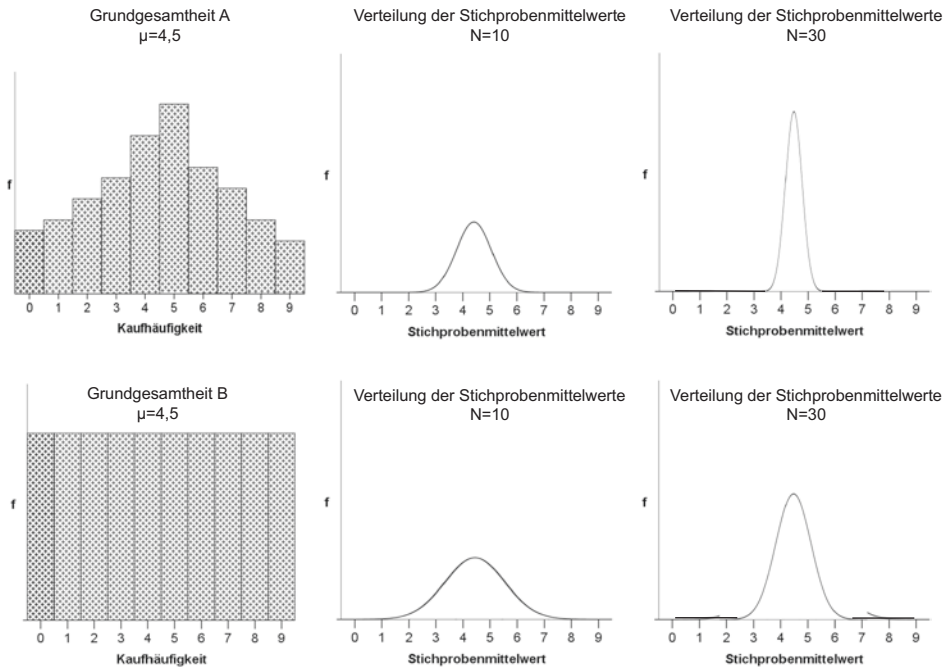 Grundgesamtheit A
µ=4,5
f
0 1 2 3 4 5 6 7 8 9
Kaufhäufigkeit
Verteilung der Stichprobenmittelwerte
N=10
f
0 1 2 3 4 5 6 7 8 9
Stichprobenmittelwert
Verteilung der Stichprobenmittelwerte
N=30
f
0 1 2 3 4 5 6 7 8 9
Stichprobenmittelwert
Grundgesamtheit B
µ=4,5
f
0 1 2 3 4 5 6 7 8 9
Kaufhäufigkeit
Verteilung der Stichprobenmittelwerte
N=10
f
0 1 2 3 4 5 6 7 8 9
Stichprobenmittelwert
Verteilung der Stichprobenmittelwerte
N=30
f
0 1 2 3 4 5 6 7 8 9
Stichprobenmittelwert